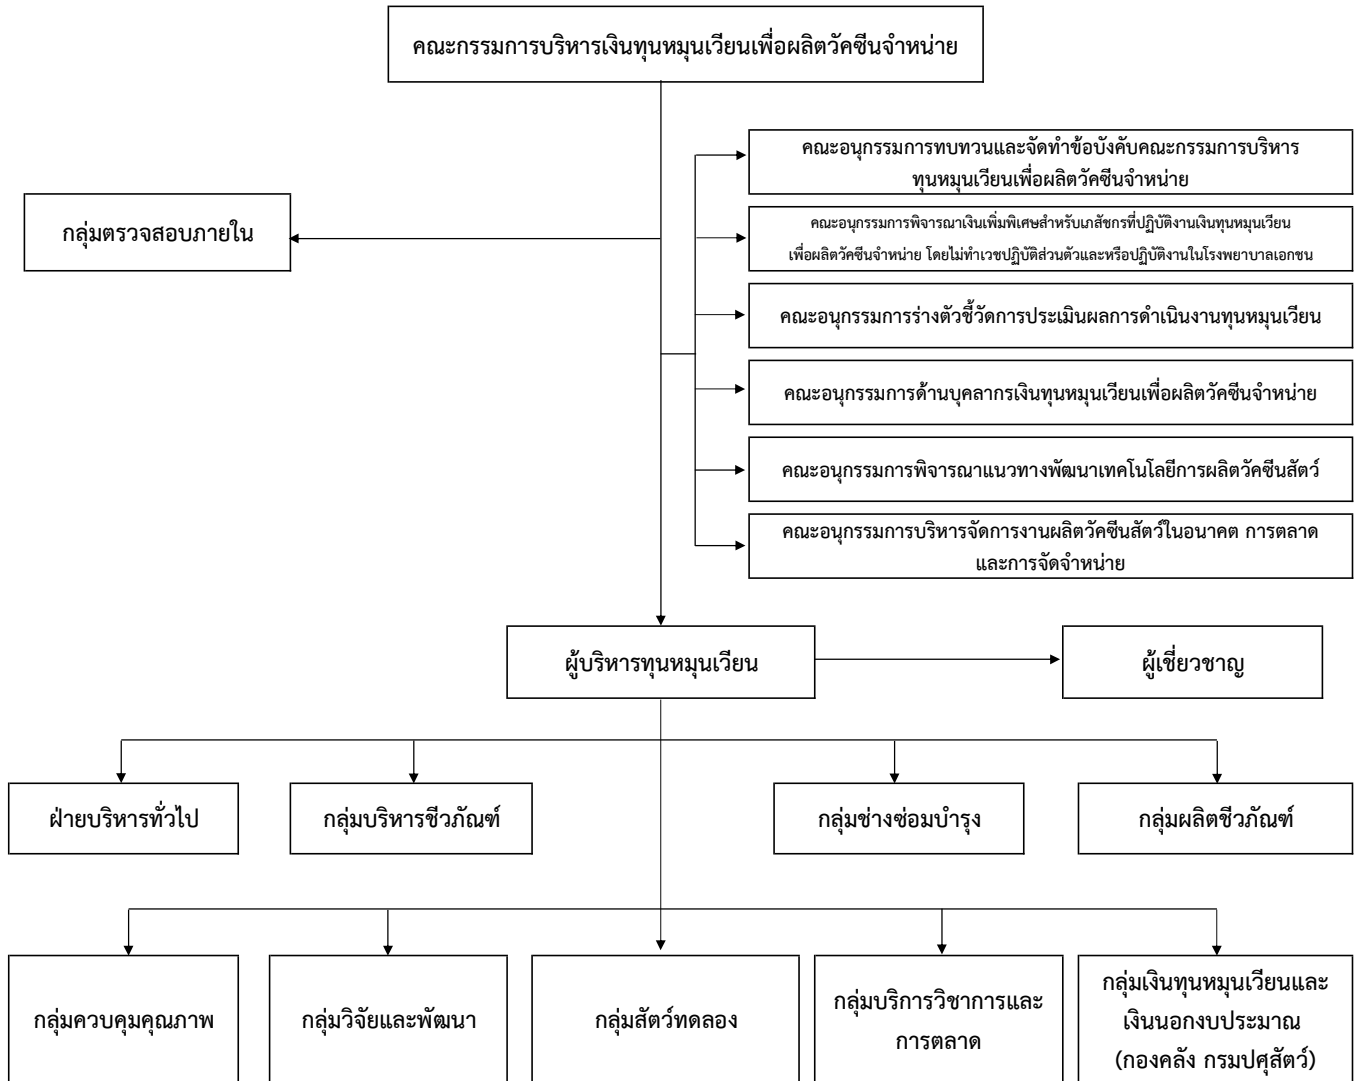 คณะกรรมการบริหารเงินทุนหมุนเวียนเพื่อผลิตวัคซีนจำหน่าย
คณะอนุกรรมการทบทวนและจัดทำข้อบังคับคณะกรรมการบริหาร
ทุนหมุนเวียนเพื่อผลิตวัคซีนจำหน่าย
กลุ่มตรวจสอบภายใน
คณะอนุกรรมการพิจารณาเงินเพิ่มพิเศษสำหรับเภสัชกรที่ปฏิบัติงานเงินทุนหมุนเวียน
เพื่อผลิตวัคซีนจำหน่าย โดยไม่ทำเวชปฏิบัติส่วนตัวและหรือปฏิบัติงานในโรงพยาบาลเอกชน
คณะอนุกรรมการร่างตัวชี้วัดการประเมินผลการดำเนินงานทุนหมุนเวียน
คณะอนุกรรมการด้านบุคลากรเงินทุนหมุนเวียนเพื่อผลิตวัคซีนจำหน่าย
คณะอนุกรรมการพิจารณาแนวทางพัฒนาเทคโนโลยีการผลิตวัคซีนสัตว์
คณะอนุกรรมการบริหารจัดการงานผลิตวัคซีนสัตว์ในอนาคต การตลาด
และการจัดจำหน่าย
ผู้บริหารทุนหมุนเวียน
ผู้เชี่ยวชาญ
ฝ่ายบริหารทั่วไป
กลุ่มบริหารชีวภัณฑ์
กลุ่มช่างซ่อมบำรุง
กลุ่มผลิตชีวภัณฑ์
กลุ่มควบคุมคุณภาพ
กลุ่มวิจัยและพัฒนา
กลุ่มสัตว์ทดลอง
กลุ่มบริการวิชาการและ
การตลาด
กลุ่มเงินทุนหมุนเวียนและ
เงินนอกงบประมาณ
(กองคลัง กรมปศุสัตว์)